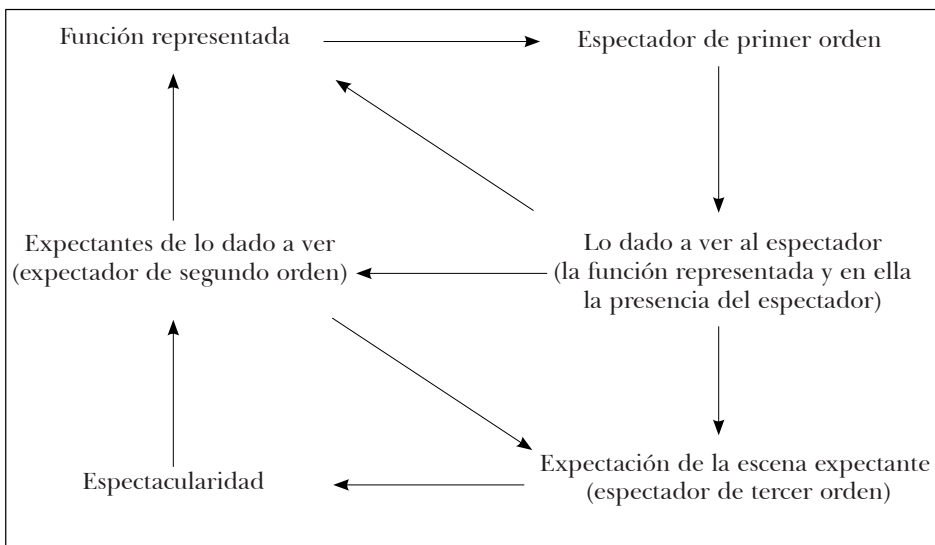 Función representada
Espectador de primer orden
Expectantes de lo dado a ver
(expectador de segundo orden)
Lo dado a ver al espectador
(la función representada y en ella
la presencia del espectador)
Espectacularidad
Expectación de la escena expectante
(espectador de tercer orden)